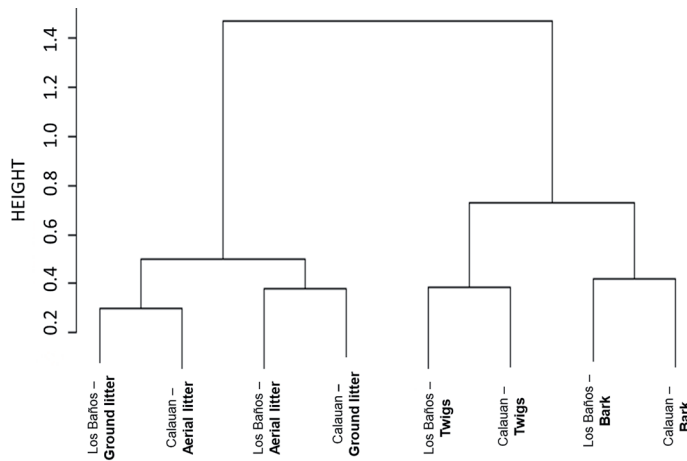 HEIGHT
1.4
1.2
1.0
0.8
0.6
0.4
0.2
Los Baños –
Ground litter
Calauan –
Aerial litter
Los Baños –
Aerial litter
Calauan –
Ground litter
Los Baños –
Twigs
Calauan –
Twigs
Los Baños –
Bark
Calauan –
Bark